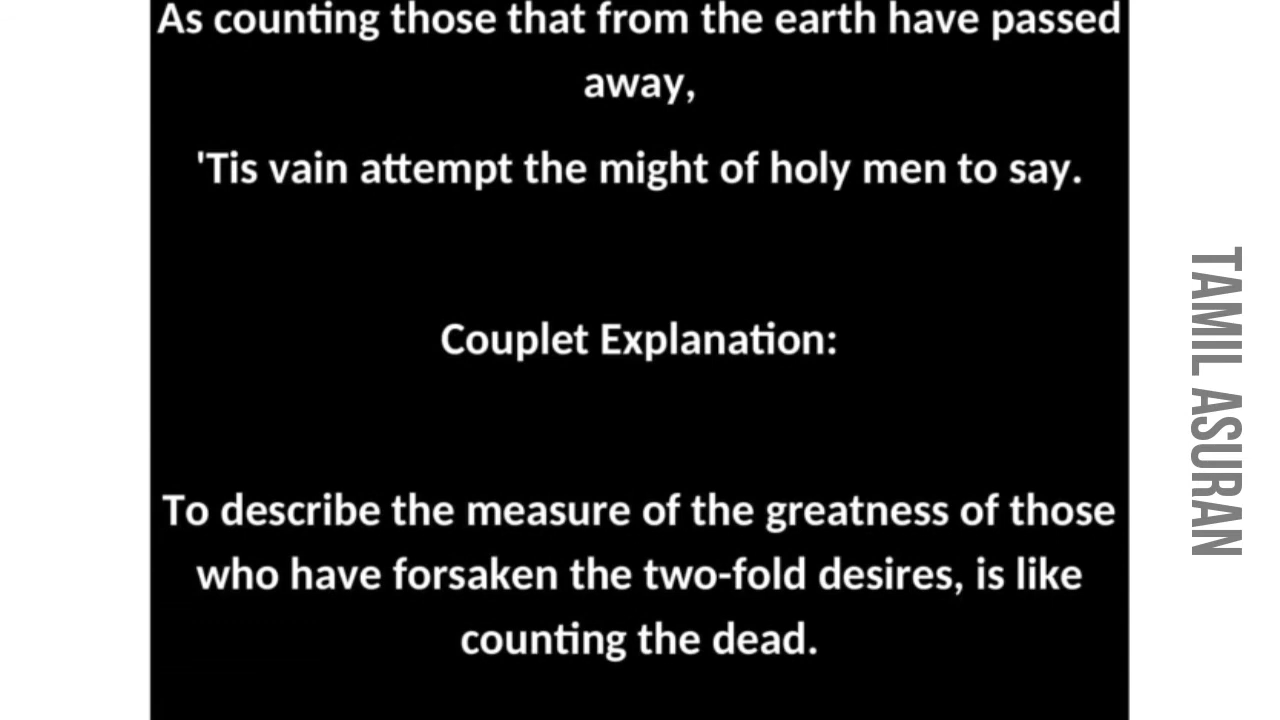 As counting those that from the earth have passed
away,
'Tis vain attempt the might of holy men to say.
Couplet Explanation:
To describe the measure of the greatness of those
who have forsaken the two-fold desires, is like
counting the dead.
TAMIL ASURAN